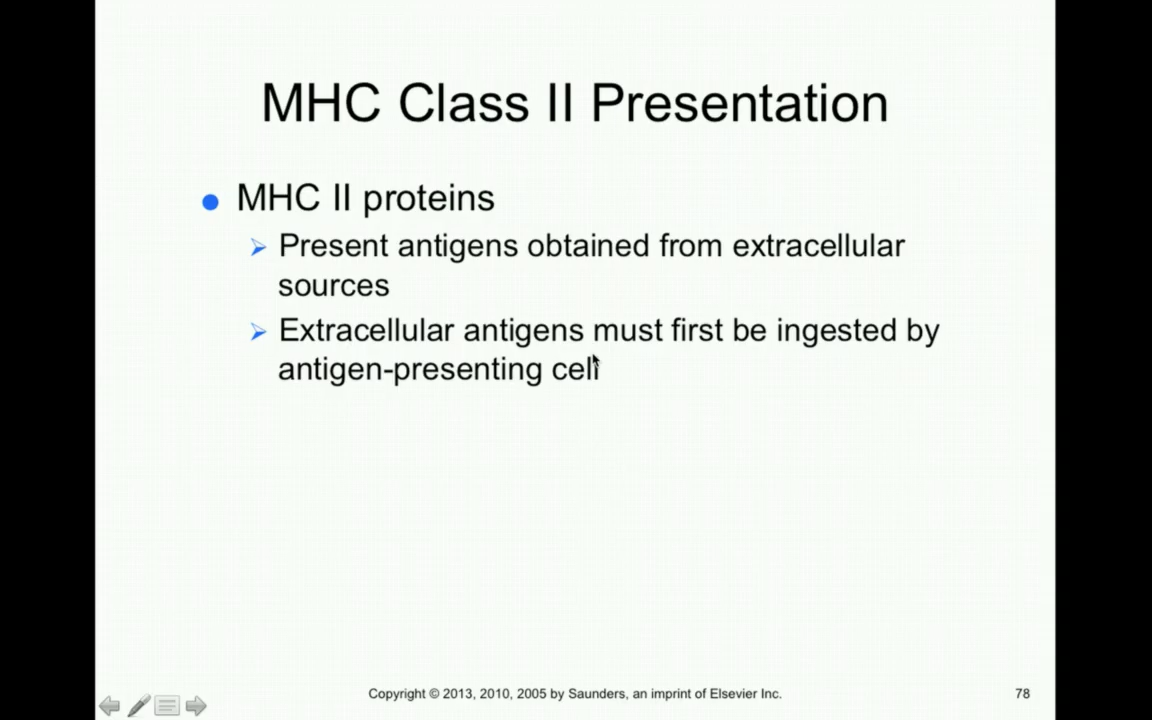 MHC Class II Presentation
MHC II proteins
Present antigens obtained from extracellular
sources
Extracellular antigens must first be ingested by
antigen-presenting cell
Copyright © 2013, 2010, 2005 by Saunders, an imprint of Elsevier Inc.
78